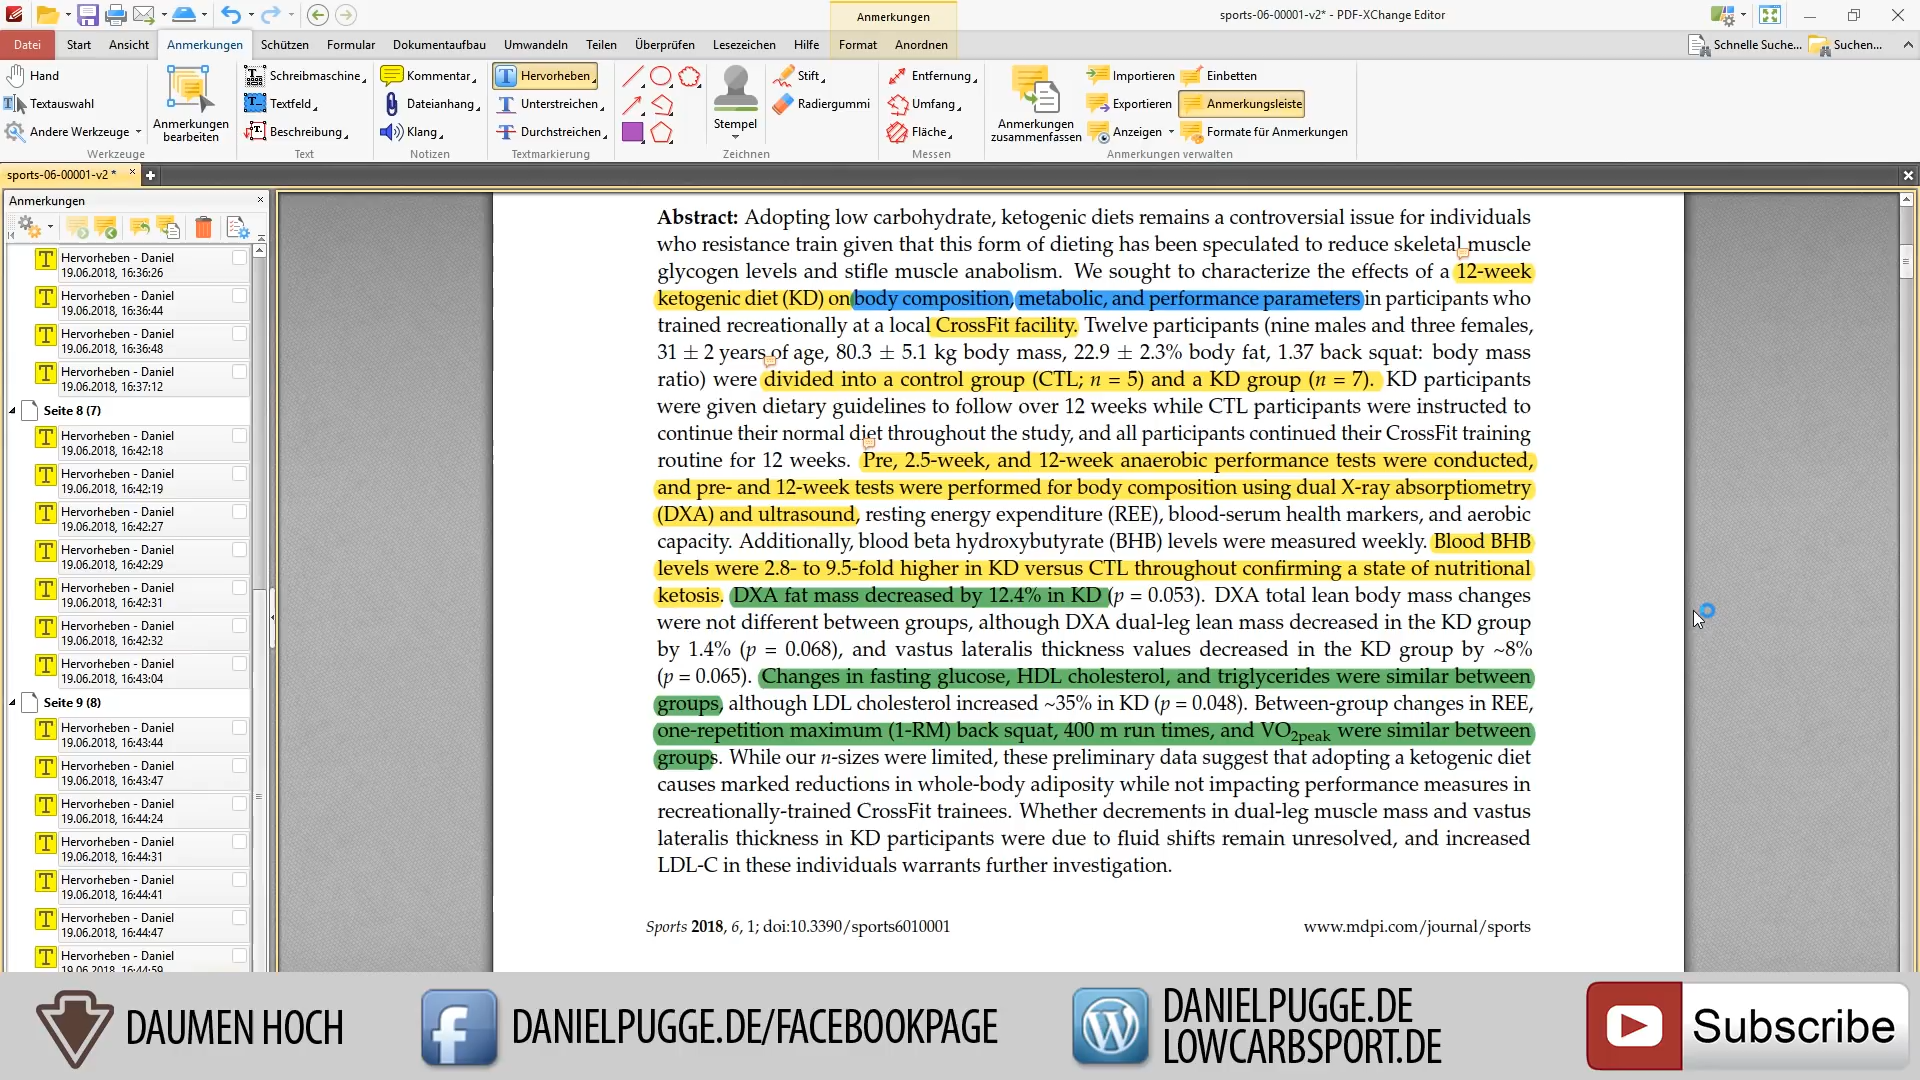 Anmerkungen
sports-06-00001-v2* - PDF-XChange Editor
Datei Start Ansicht Anmerkungen Schützen Formular Dokumentaufbau Umwandeln Teilen Überprüfen Lesezeichen Hilfe Format Anordnen Schnelle Suche... Suchen...
Hand
Textauswahl
Andere Werkzeuge
Anmerkungen
bearbeiten
Werkzeuge
Schreibmaschine
Textfeld
Beschreibung
Text
Kommentar
Dateianhang
Klang
Notizen
Hervorheben
Unterstreichen
Durchstreichen
Textmarkierung
Stempel
Stift
Radiergummi
Zeichnen
Entfernung
Umfang
Fläche
Messen
Anmerkungen
zusammenfassen
Importieren
Exportieren
Anzeigen
Einbetten
Anmerkungsleiste
Formate für Anmerkungen
Anmerkungen verwalten
sports-06-00001-v2 *
Anmerkungen
Hervorheben - Daniel
19.06.2018, 16:36:26
Hervorheben - Daniel
19.06.2018, 16:36:44
Hervorheben - Daniel
19.06.2018, 16:36:48
Hervorheben - Daniel
19.06.2018, 16:37:12
Seite 8 (7)
Hervorheben - Daniel
19.06.2018, 16:42:18
Hervorheben - Daniel
19.06.2018, 16:42:19
Hervorheben - Daniel
19.06.2018, 16:42:27
Hervorheben - Daniel
19.06.2018, 16:42:29
Hervorheben - Daniel
19.06.2018, 16:42:31
Hervorheben - Daniel
19.06.2018, 16:42:32
Hervorheben - Daniel
19.06.2018, 16:43:04
Seite 9 (8)
Hervorheben - Daniel
19.06.2018, 16:43:44
Hervorheben - Daniel
19.06.2018, 16:43:47
Hervorheben - Daniel
19.06.2018, 16:44:24
Hervorheben - Daniel
19.06.2018, 16:44:31
Hervorheben - Daniel
19.06.2018, 16:44:41
Hervorheben - Daniel
19.06.2018, 16:44:47
Hervorheben - Daniel
19.06.2018, 16:44:59
Abstract: Adopting low carbohydrate, ketogenic diets remains a controversial issue for individuals
who resistance train given that this form of dieting has been speculated to reduce skeletal muscle
glycogen levels and stifle muscle anabolism. We sought to characterize the effects of a 12-week
ketogenic diet (KD) on body composition, metabolic, and performance parameters in participants who
trained recreationally at a local CrossFit facility. Twelve participants (nine males and three females,
31 ± 2 years of age, 80.3 ± 5.1 kg body mass, 22.9 ± 2.3% body fat, 1.37 back squat: body mass
ratio) were divided into a control group (CTL; n = 5) and a KD group (n = 7). KD participants
were given dietary guidelines to follow over 12 weeks while CTL participants were instructed to
continue their normal diet throughout the study, and all participants continued their CrossFit training
routine for 12 weeks. Pre, 2.5-week, and 12-week anaerobic performance tests were conducted,
and pre- and 12-week tests were performed for body composition using dual X-ray absorptiometry
(DXA) and ultrasound, resting energy expenditure (REE), blood-serum health markers, and aerobic
capacity. Additionally, blood beta hydroxybutyrate (BHB) levels were measured weekly. Blood BHB
levels were 2.8- to 9.5-fold higher in KD versus CTL throughout confirming a state of nutritional
ketosis. DXA fat mass decreased by 12.4% in KD (p = 0.053). DXA total lean body mass changes
were not different between groups, although DXA dual-leg lean mass decreased in the KD group
by 1.4% (p = 0.068), and vastus lateralis thickness values decreased in the KD group by ~8%
(p = 0.065). Changes in fasting glucose, HDL cholesterol, and triglycerides were similar between
groups, although LDL cholesterol increased ~35% in KD (p = 0.048). Between-group changes in REE,
one-repetition maximum (1-RM) back squat, 400 m run times, and VO2peak were similar between
groups. While our n-sizes were limited, these preliminary data suggest that adopting a ketogenic diet
causes marked reductions in whole-body adiposity while not impacting performance measures in
recreationally-trained CrossFit trainees. Whether decrements in dual-leg muscle mass and vastus
lateralis thickness in KD participants were due to fluid shifts remain unresolved, and increased
LDL-C in these individuals warrants further investigation.
Sports 2018, 6, 1; doi:10.3390/sports6010001
www.mdpi.com/journal/sports
DAUMEN HOCH
DANIELPUGGE.DE/FACEBOOKPAGE
DANIELPUGGE.DE
LOWCARBSPORT.DE
Subscribe